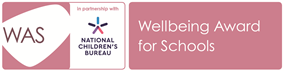 WAS
in partnership with
NATIONAL
CHILDREN'S
BUREAU
Wellbeing Award
for Schools